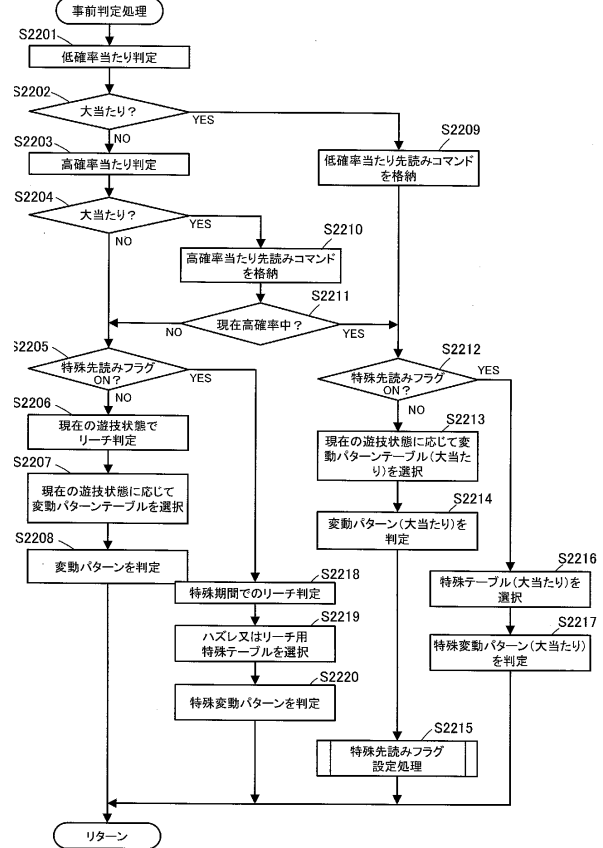 事前判定処理
S2201
低確率当たり判定
S2202
大当たり?
YES
NO
S2203
高確率当たり判定
S2209
低確率当たり先読みコマンド
を格納
S2204
大当たり?
YES
NO
S2210
高確率当たり先読みコマンド
を格納
S2211
現在高確率中?
NO
YES
S2205
特殊先読みフラグ
ON?
YES
NO
S2212
特殊先読みフラグ
ON?
YES
NO
S2206
現在の遊技状態で
リーチ判定
S2213
現在の遊技状態に応じて変
動パターンテーブル(大当た
り)を選択
S2207
現在の遊技状態に応じて
変動パターンテーブルを選択
S2214
変動パターン(大当たり)を
判定
S2208
変動パターンを判定
S2216
特殊テーブル(大当たり)を
選択
S2218
特殊期間でのリーチ判定
S2217
特殊変動パターン(大当たり)
を判定
S2219
ハズレ又はリーチ用
特殊テーブルを選択
S2220
特殊変動パターンを判定
S2215
特殊先読みフラグ
設定処理
リターン